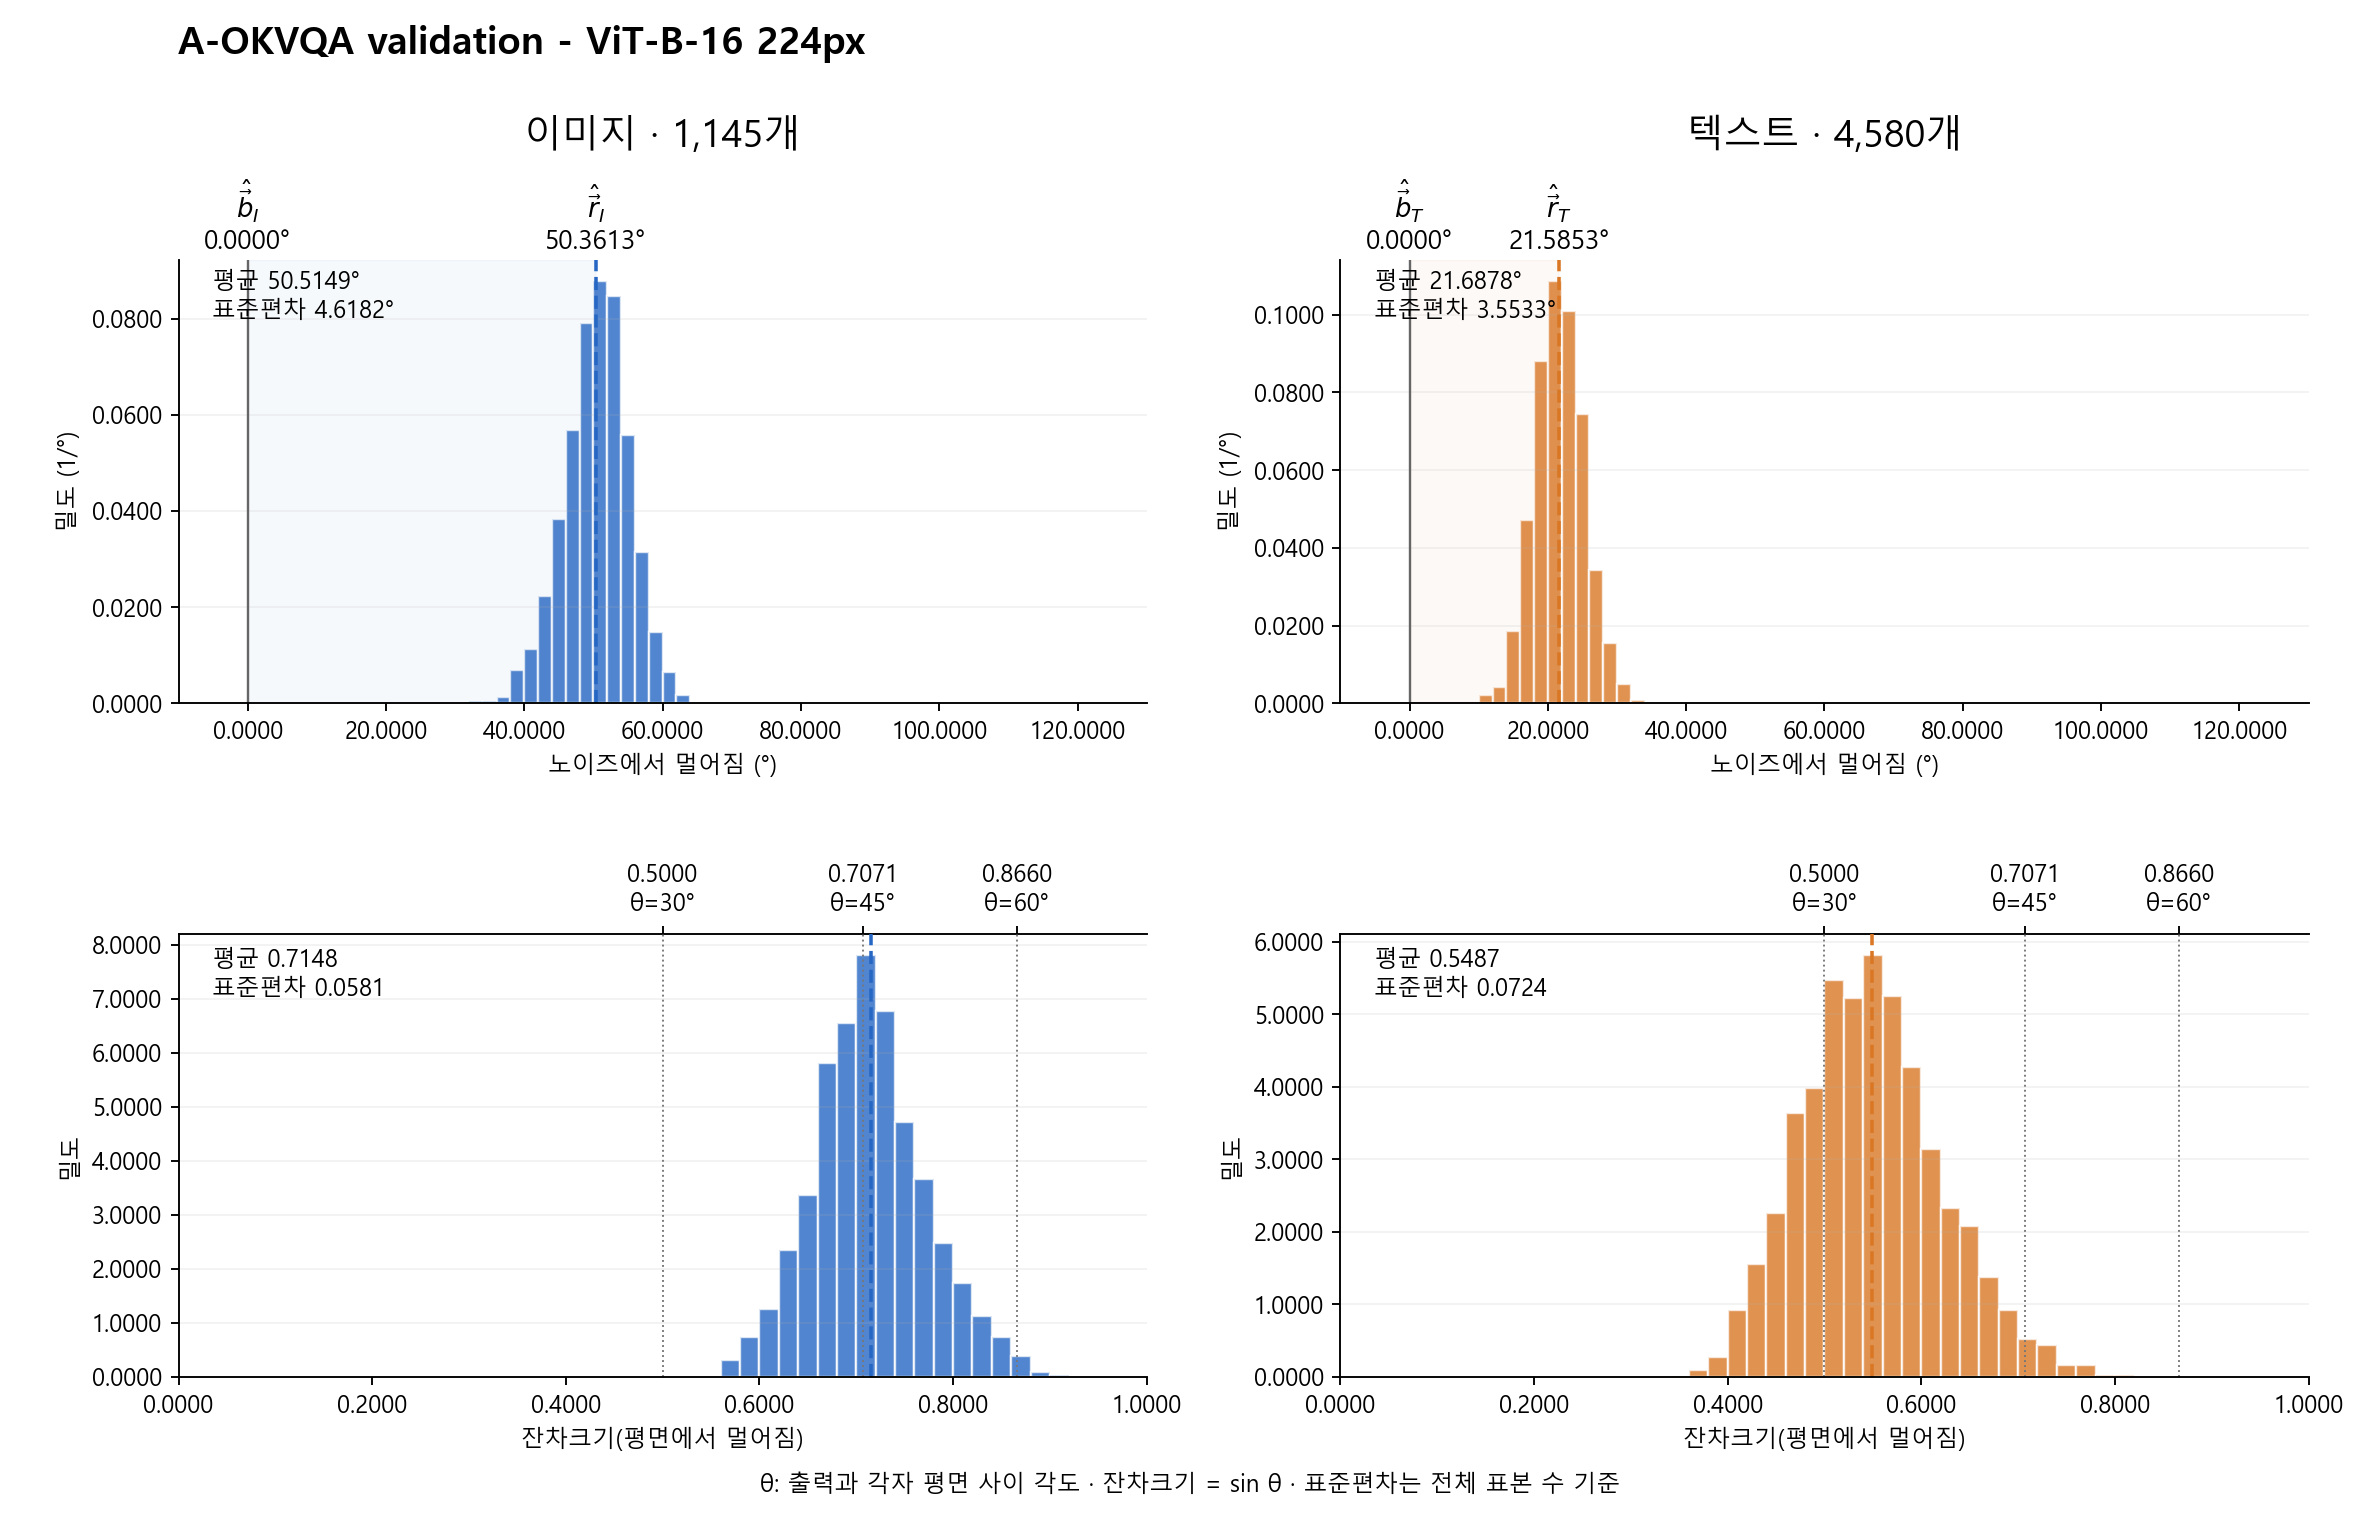 A-OKVQA validation - ViT-B-16 224px
이미지 · 1,145개
b̂⃗_I
r̂⃗_I
0.0000°
50.3613°
평균 50.5149°
표준편차 4.6182°
0.0800
0.0600
0.0400
0.0200
0.0000
밀도 (1/°)
0.0000 20.0000 40.0000 60.0000 80.0000 100.0000 120.0000
노이즈에서 멀어짐 (°)
텍스트 · 4,580개
b̂⃗_T
r̂⃗_T
0.0000°
21.5853°
평균 21.6878°
표준편차 3.5533°
0.1000
0.0800
0.0600
0.0400
0.0200
0.0000
밀도 (1/°)
0.0000 20.0000 40.0000 60.0000 80.0000 100.0000 120.0000
노이즈에서 멀어짐 (°)
0.5000 0.7071 0.8660
θ=30° θ=45° θ=60°
평균 0.7148
표준편차 0.0581
8.0000
7.0000
6.0000
5.0000
4.0000
3.0000
2.0000
1.0000
0.0000
밀도
0.0000 0.2000 0.4000 0.6000 0.8000 1.0000
잔차크기(평면에서 멀어짐)
0.5000 0.7071 0.8660
θ=30° θ=45° θ=60°
평균 0.5487
표준편차 0.0724
6.0000
5.0000
4.0000
3.0000
2.0000
1.0000
0.0000
밀도
0.0000 0.2000 0.4000 0.6000 0.8000 1.0000
잔차크기(평면에서 멀어짐)
θ: 출력과 각자 평면 사이 각도 · 잔차크기 = sin θ · 표준편차는 전체 표본 수 기준